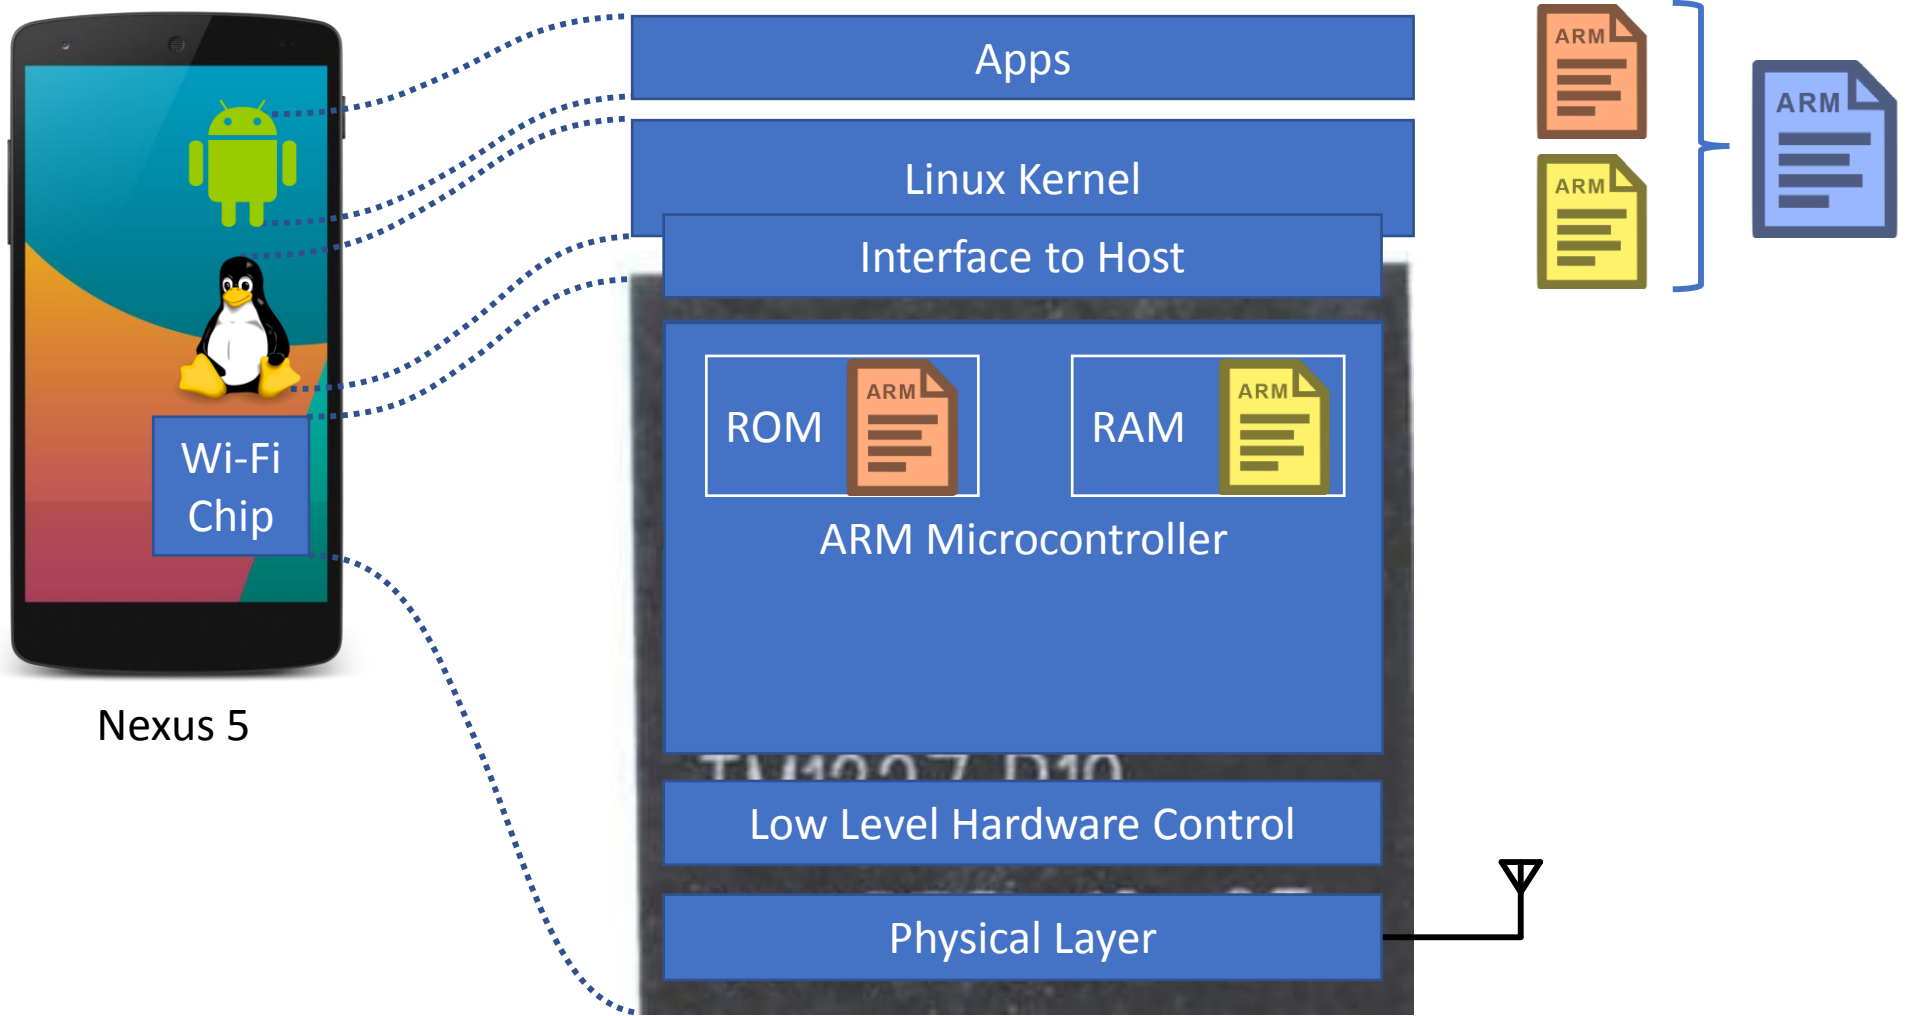 Apps
Linux Kernel
Interface to Host
ROM
ARM
RAM
ARM
ARM Microcontroller
Low Level Hardware Control
Physical Layer
Wi-Fi
Chip
Nexus 5
ARM
ARM
ARM